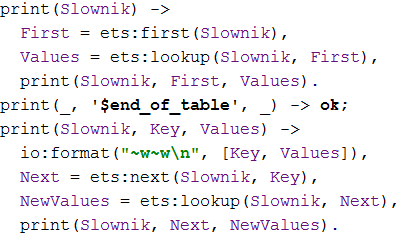 print(Slownik) ->
  First = ets:first(Slownik),
  Values = ets:lookup(Slownik, First),
  print(Slownik, First, Values).
print(_, '$end_of_table', _) -> ok;
print(Slownik, Key, Values) ->
  io:format("~w~w\n", [Key, Values]),
  Next = ets:next(Slownik, Key),
  NewValues = ets:lookup(Slownik, Next),
  print(Slownik, Next, NewValues).